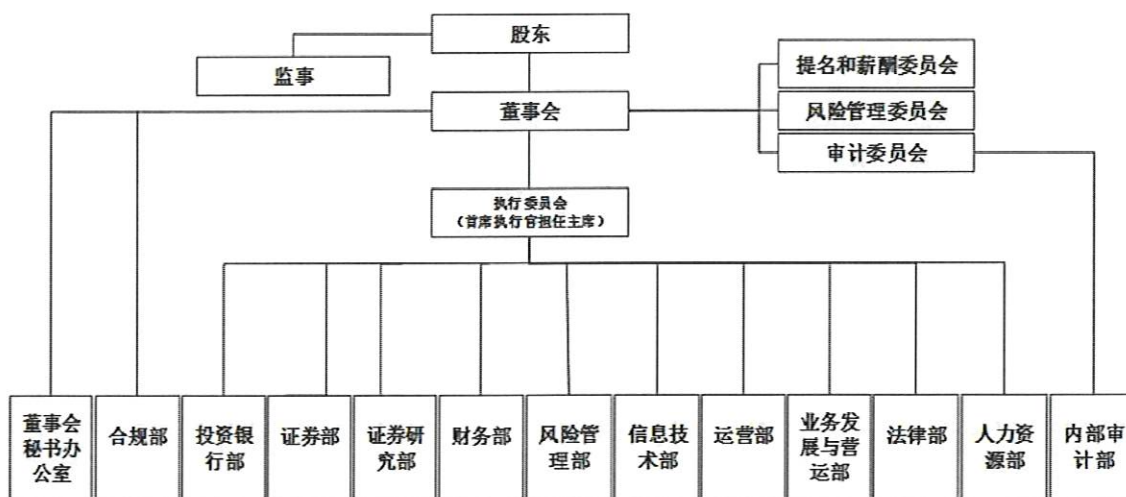 股东
监事
提名和薪酬委员会
董事会
风险管理委员会
审计委员会
执行委员会
（首席执行官担任主席）
董事会
秘书办
公室
合规部
投资银
行部
证券部
证券研
究部
财务部
风险管
理部
信息技
术部
运营部
业务发
展与营
运部
法律部
人力资
源部
内部审
计部